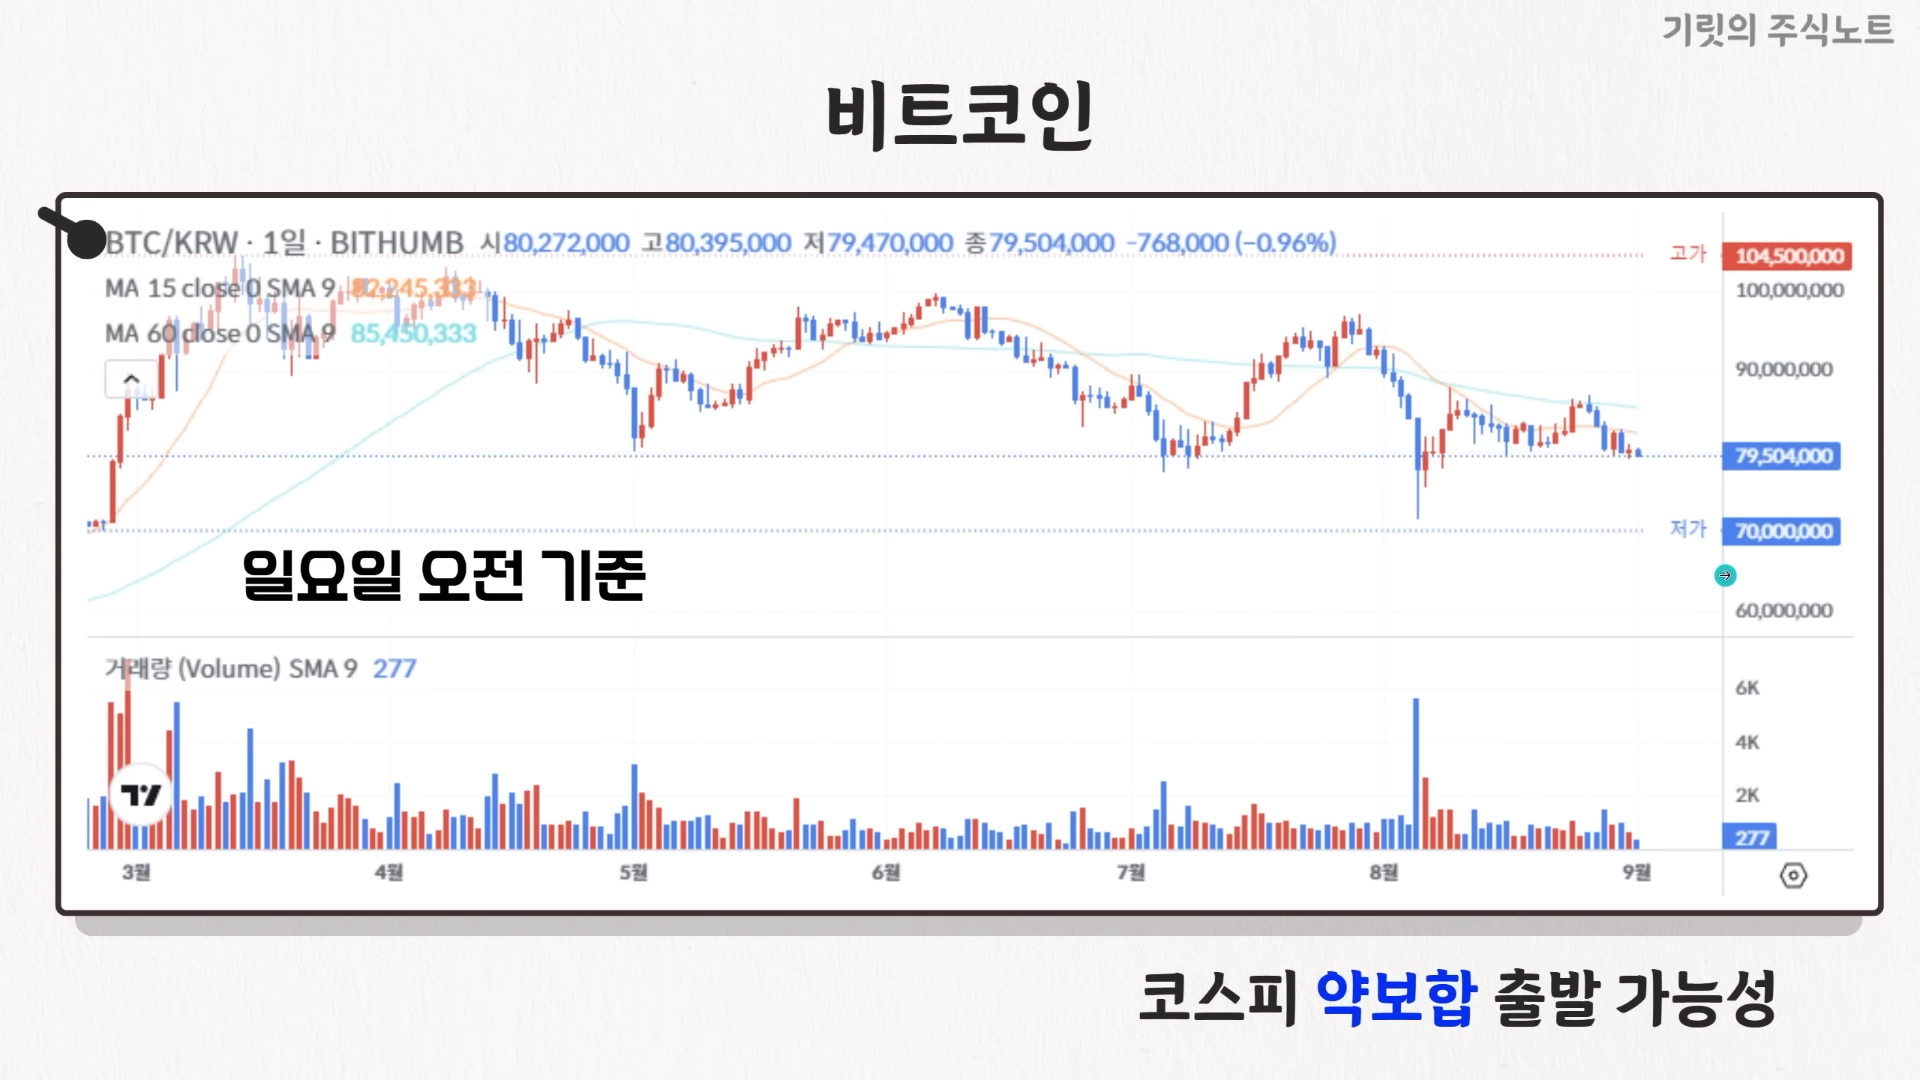 기릿의 주식노트
비트코인
BTC/KRW · 1일 · BITHUMB 시80,272,000 고80,395,000 저79,470,000 종79,504,000 -768,000 (-0.96%)
고가 104,500,000
MA 15 close 0 SMA 9 82,245,333
100,000,000
MA 60 close 0 SMA 9 85,450,333
90,000,000
79,504,000
저가 70,000,000
일요일 오전 기준
60,000,000
거래량 (Volume) SMA 9 277
6K
4K
2K
277
3월 4월 5월 6월 7월 8월 9월
코스피 약보합 출발 가능성